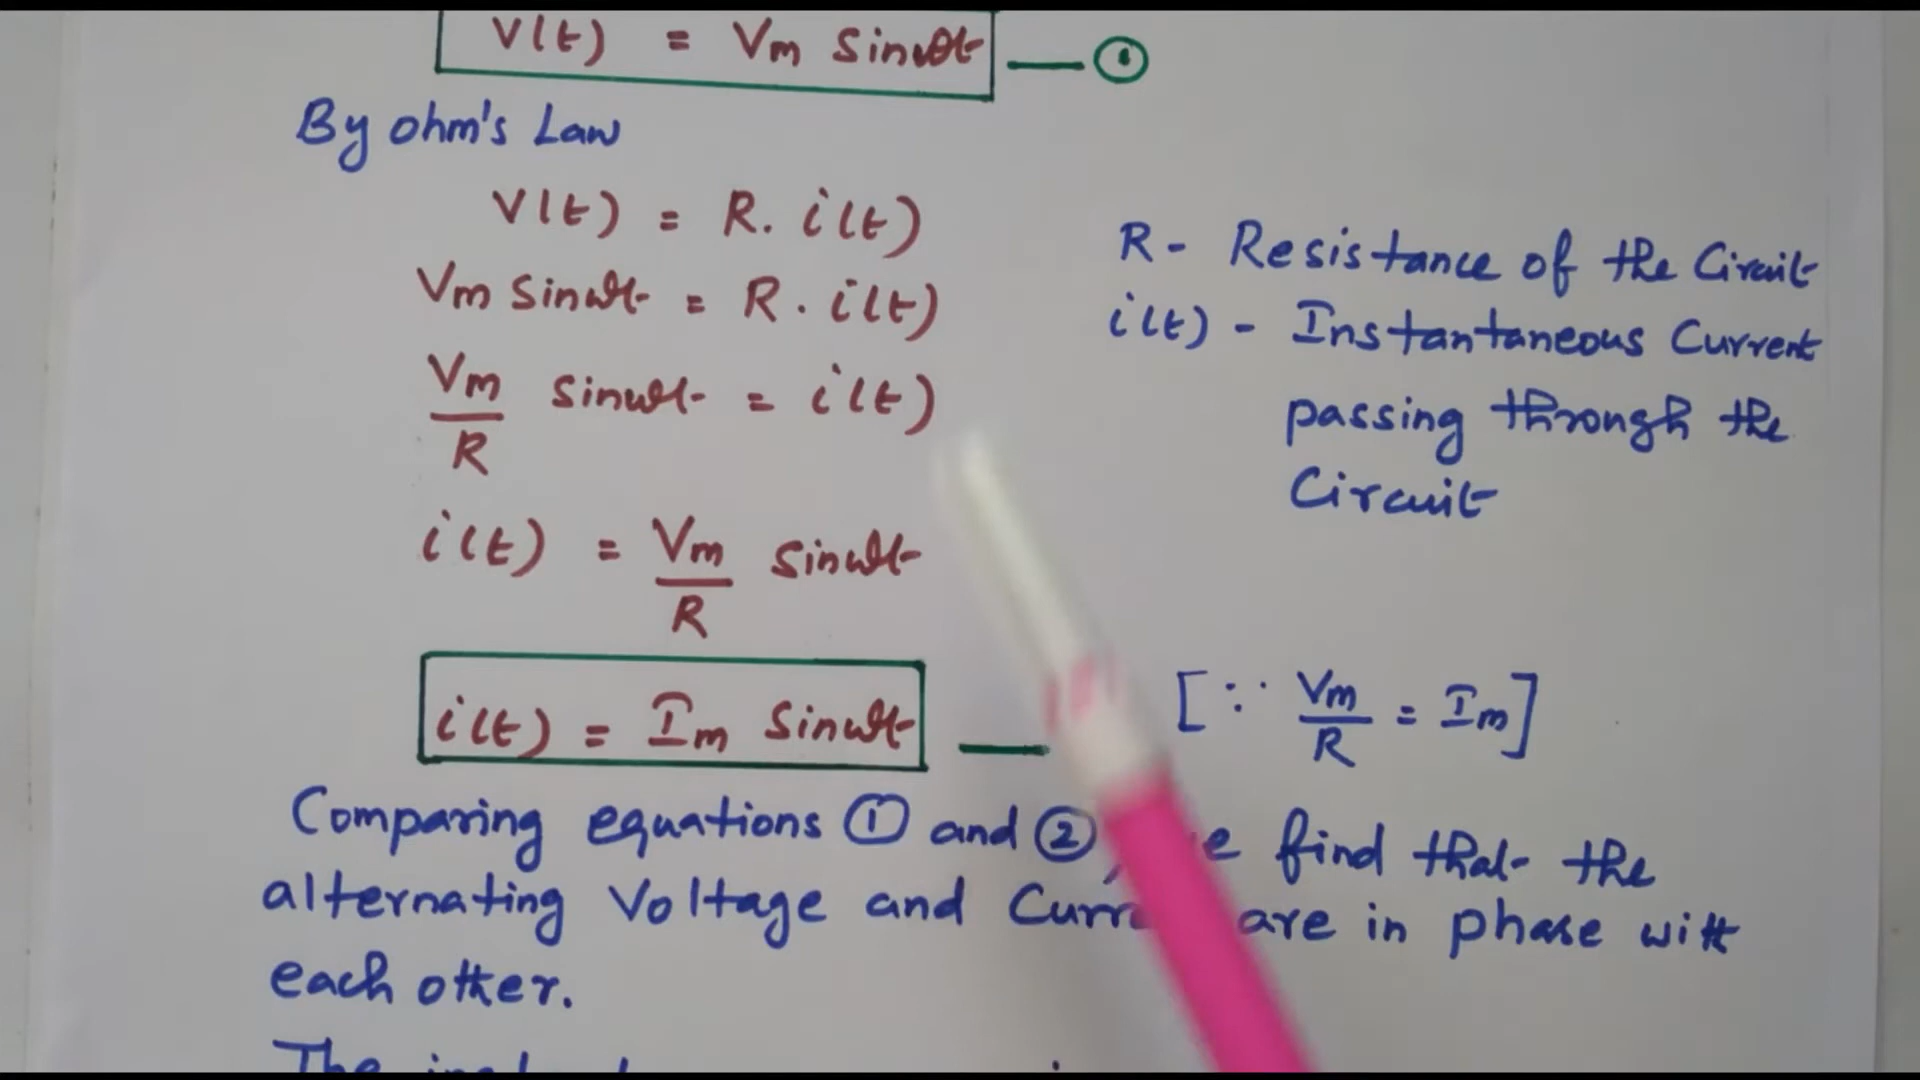 V(t) = Vm Sinωt — ①
By ohm's Law
V(t) = R. i(t)
Vm Sinωt = R . i(t)
Vm/R Sinωt = i(t)
R - Resistance of the Circuit
i(t) - Instantaneous Current
passing through the
Circuit
i(t) = Vm/R Sinωt
i(t) = Im Sinωt —
[∵ Vm/R = Im]
Comparing equations ① and ②, find that the
alternating Voltage and are in phase with
each other.
The